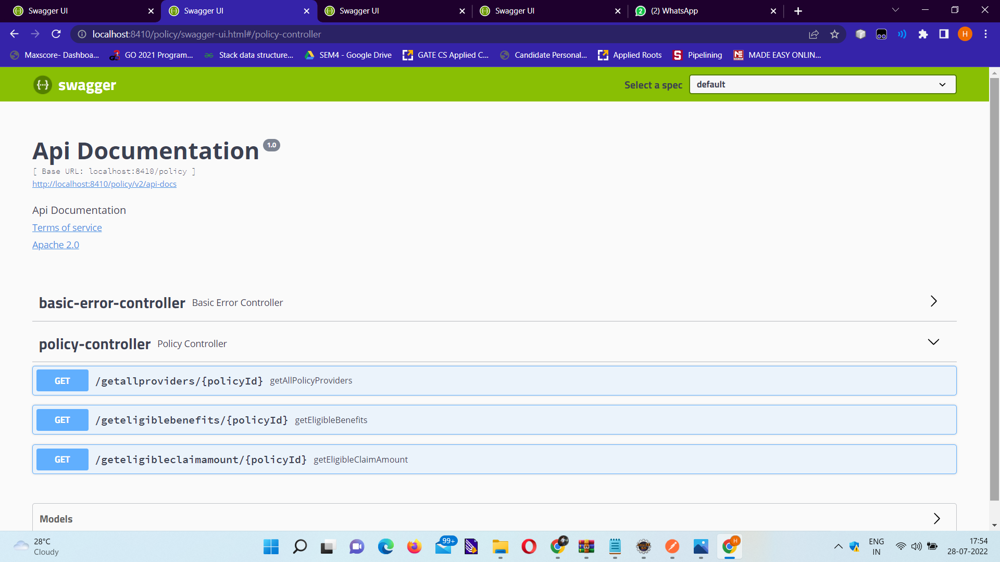 Swagger UI
Swagger UI
Swagger UI
Swagger UI
2 (2) WhatsApp
localhost:8410/policy/swagger-ui.html#/policy-controller
H
Maxscore- Dashboa...
GO 2021 Program...
Stack data structure...
SEM4 - Google Drive
GATE CS Applied C...
Candidate Personal...
Applied Roots
Pipelining
MADE EASY ONLIN...
swagger
Select a spec
default
Api Documentation 1.0
[ Base URL: localhost:8410/policy ]
http://localhost:8410/policy/v2/api-docs
Api Documentation
Terms of service
Apache 2.0
basic-error-controller Basic Error Controller
policy-controller Policy Controller
GET /getallproviders/{policyId} getAllPolicyProviders
GET /geteligiblebenefits/{policyId} getEligibleBenefits
GET /geteligibleclaimamount/{policyId} getEligibleClaimAmount
Models
28°C
Cloudy
99+
H
ENG
IN
17:54
28-07-2022